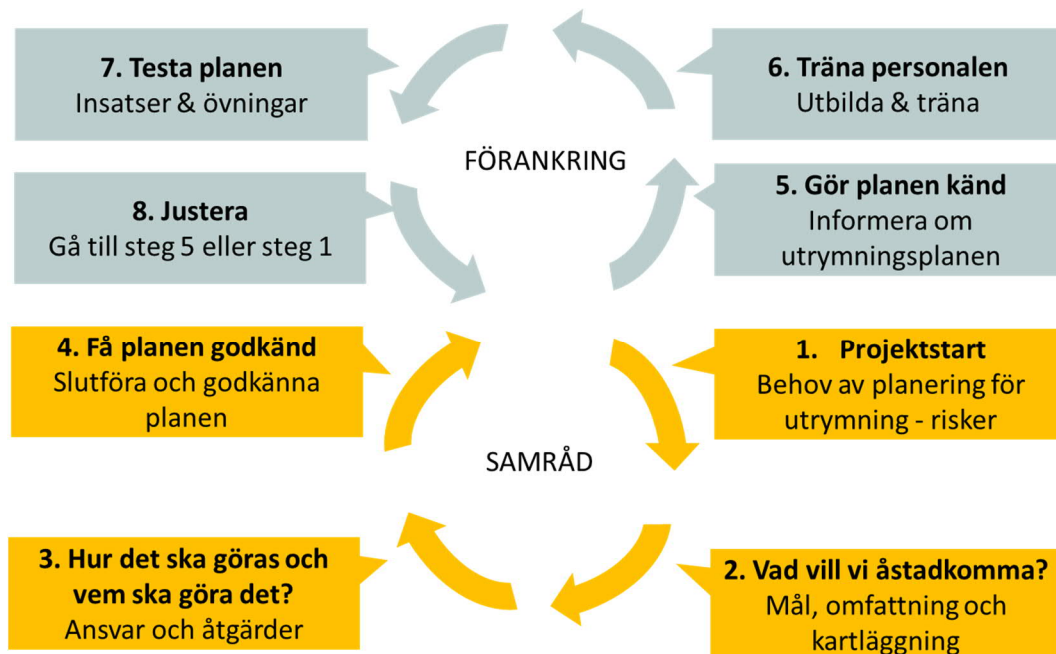 7. Testa planen
Insatser & övningar
6. Träna personalen
Utbilda & träna
FÖRANKRING
8. Justera
Gå till steg 5 eller steg 1
5. Gör planen känd
Informera om
utrymningsplanen
4. Få planen godkänd
Slutföra och godkänna
planen
1. Projektstart
Behov av planering för
utrymning - risker
SAMRÅD
3. Hur det ska göras och
vem ska göra det?
Ansvar och åtgärder
2. Vad vill vi åstadkomma?
Mål, omfattning och
kartläggning